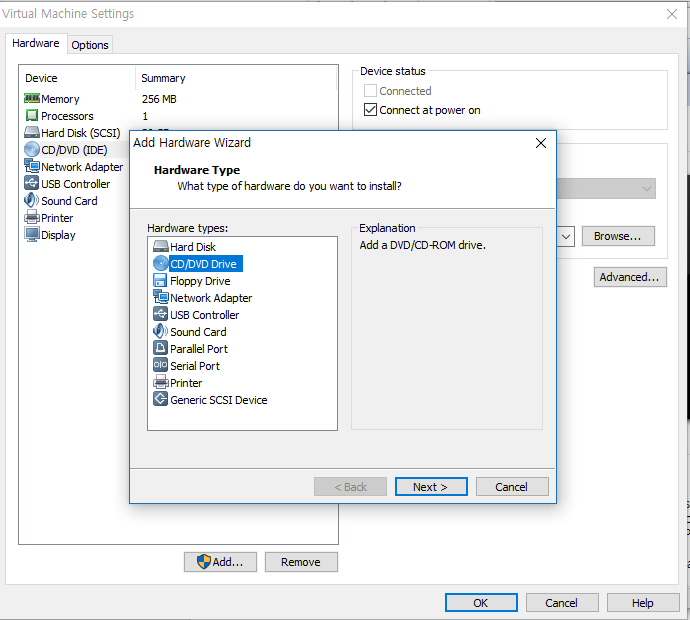 Virtual Machine Settings
Hardware
Options
Device
Summary
Memory
256 MB
Processors
1
Hard Disk (SCSI)
CD/DVD (IDE)
Network Adapter
USB Controller
Sound Card
Printer
Display
Add...
Remove
Device status
Connected
Connect at power on
Browse...
Advanced...
Add Hardware Wizard
Hardware Type
What type of hardware do you want to install?
Hardware types:
Hard Disk
CD/DVD Drive
Floppy Drive
Network Adapter
USB Controller
Sound Card
Parallel Port
Serial Port
Printer
Generic SCSI Device
Explanation
Add a DVD/CD-ROM drive.
< Back
Next >
Cancel
OK
Cancel
Help